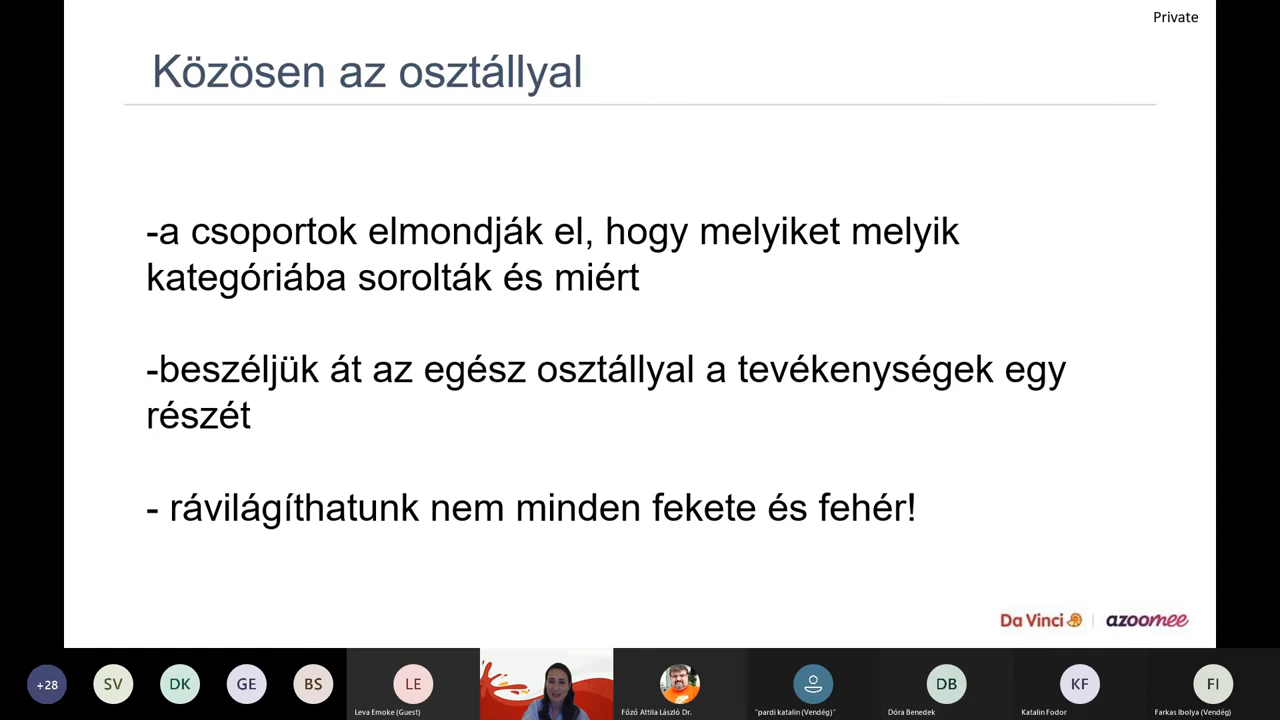 Private
Közösen az osztállyal
-a csoportok elmondják el, hogy melyiket melyik
kategóriába sorolták és miért
-beszéljük át az egész osztállyal a tevékenységek egy
részét
- rávilágíthatunk nem minden fekete és fehér!
Da Vinci azoomee
+28 SV DK GE BS LE DB KF FI
Leva Emoke (Guest) Főző Attila László Dr. "pardi katalin (Vendég)" Dóra Benedek Katalin Fodor Farkas Ibolya (Vendég)